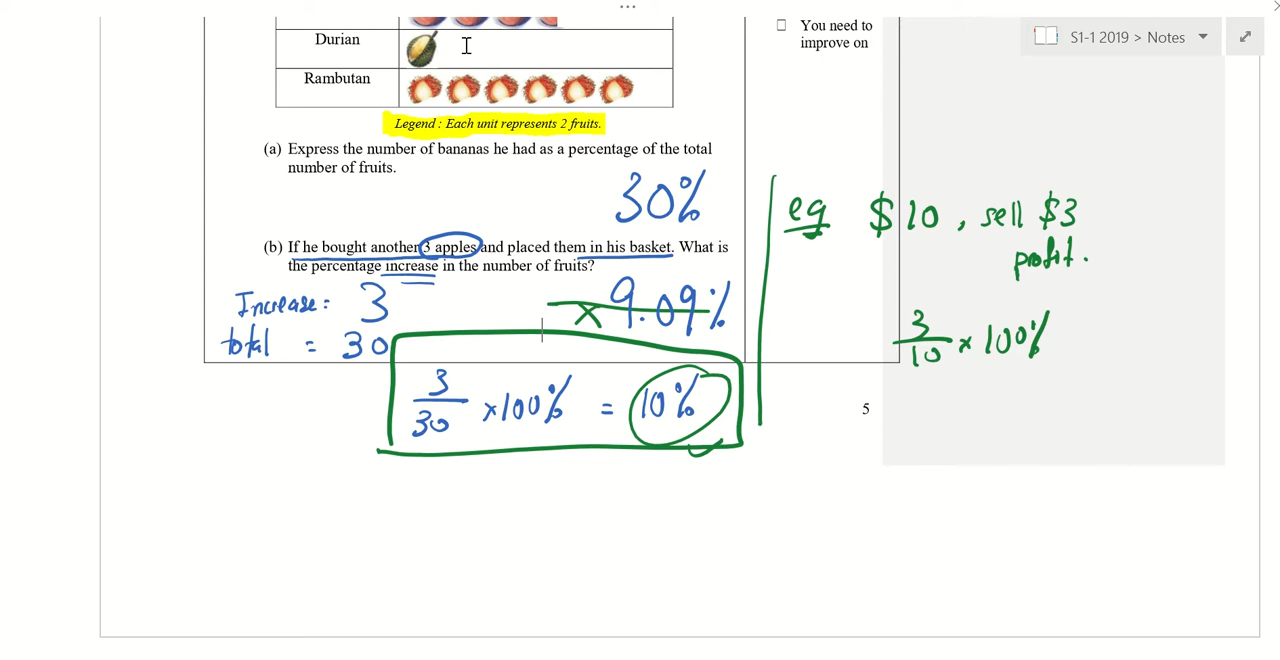 Durian
Rambutan
Legend : Each unit represents 2 fruits.
(a) Express the number of bananas he had as a percentage of the total
number of fruits.
30%
(b) If he bought another 3 apples and placed them in his basket. What is
the percentage increase in the number of fruits?
Increase: 3
× 9.09%
total = 30
3/30 ×100% = 10%
You need to
improve on
S1-1 2019 > Notes
eg $10, sell $3
profit.
3/10 × 100%
5